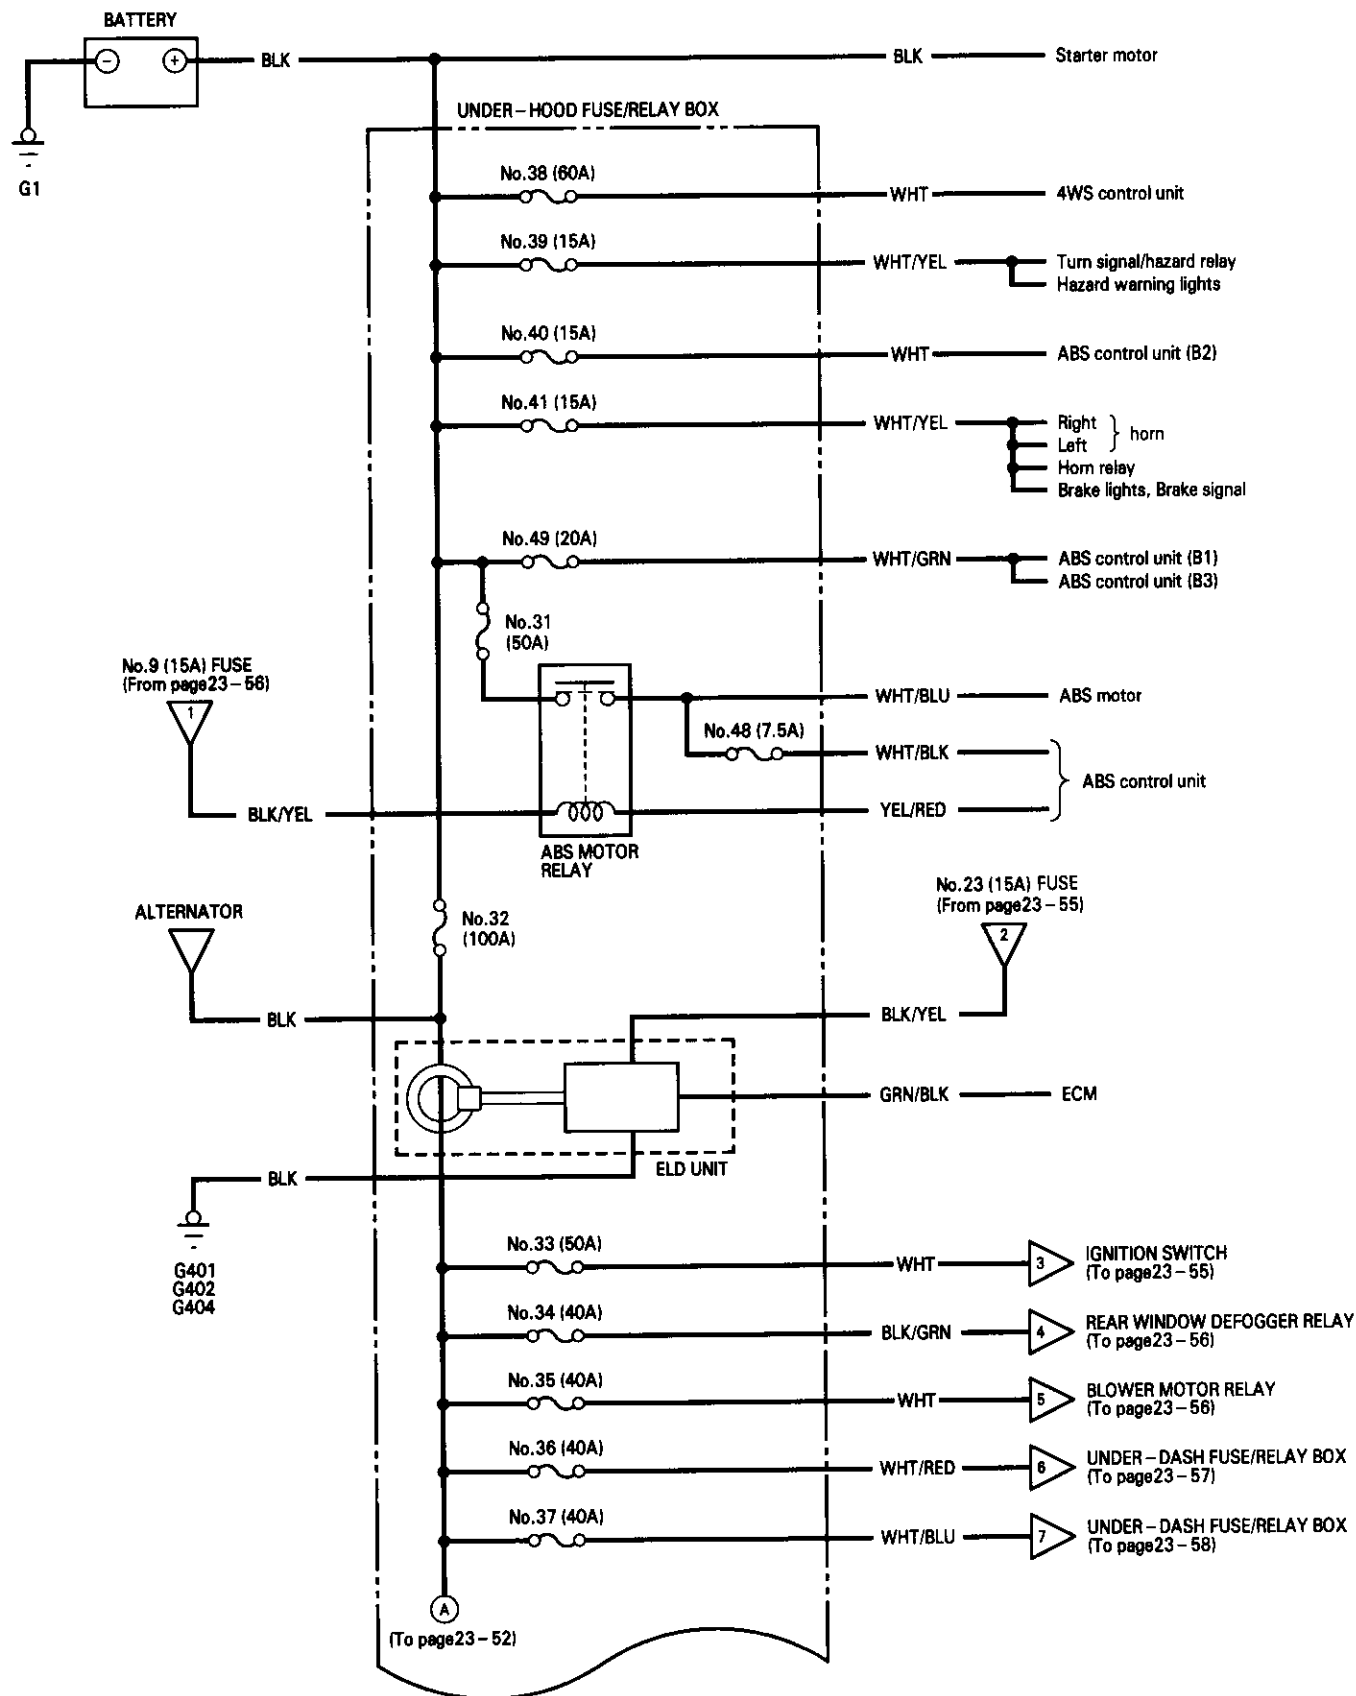 BATTERY
BLK
BLK
Starter motor
UNDER–HOOD FUSE/RELAY BOX
G1
No.38 (60A)
WHT
4WS control unit
No.39 (15A)
WHT/YEL
Turn signal/hazard relay
Hazard warning lights
No.40 (15A)
WHT
ABS control unit (B2)
No.41 (15A)
WHT/YEL
Right
Left
horn
Horn relay
Brake lights, Brake signal
No.49 (20A)
WHT/GRN
ABS control unit (B1)
ABS control unit (B3)
No.31
(50A)
No.9 (15A) FUSE
(From page23–56)
1
WHT/BLU
ABS motor
No.48 (7.5A)
WHT/BLK
ABS control unit
BLK/YEL
YEL/RED
ABS MOTOR
RELAY
No.23 (15A) FUSE
(From page23–55)
2
ALTERNATOR
No.32
(100A)
BLK
BLK/YEL
GRN/BLK
ECM
ELD UNIT
BLK
G401
G402
G404
No.33 (50A)
WHT
3
IGNITION SWITCH
(To page23–55)
No.34 (40A)
BLK/GRN
4
REAR WINDOW DEFOGGER RELAY
(To page23–56)
No.35 (40A)
WHT
5
BLOWER MOTOR RELAY
(To page23–56)
No.36 (40A)
WHT/RED
6
UNDER–DASH FUSE/RELAY BOX
(To page23–57)
No.37 (40A)
WHT/BLU
7
UNDER–DASH FUSE/RELAY BOX
(To page23–58)
A
(To page23–52)